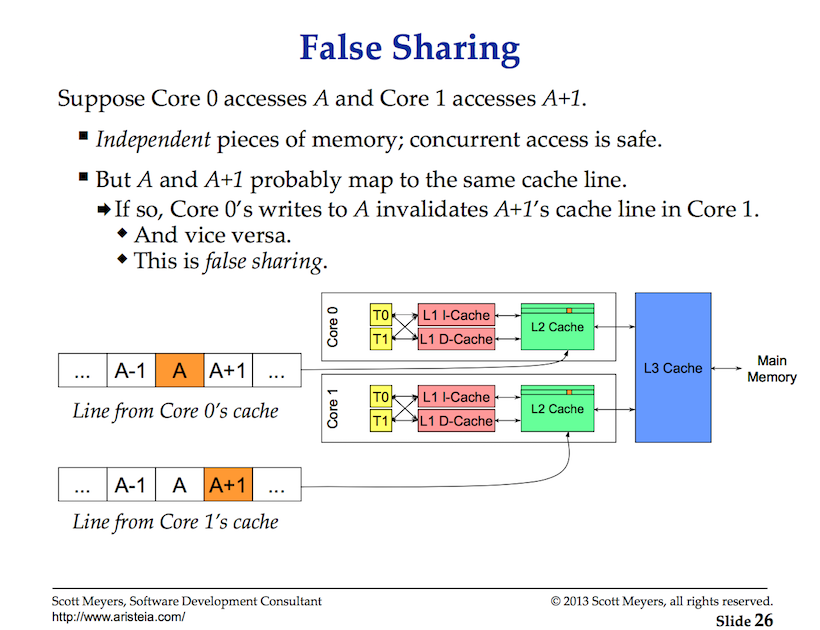 False Sharing
Suppose Core 0 accesses A and Core 1 accesses A+1.
▪ Independent pieces of memory; concurrent access is safe.
▪ But A and A+1 probably map to the same cache line.
➨ If so, Core 0's writes to A invalidates A+1's cache line in Core 1.
◆ And vice versa.
◆ This is false sharing.
Core 0
T0
T1
L1 I-Cache
L1 D-Cache
L2 Cache
L3 Cache
Main
Memory
... A-1 A A+1 ...
Line from Core 0's cache
Core 1
T0
T1
L1 I-Cache
L1 D-Cache
L2 Cache
... A-1 A A+1 ...
Line from Core 1's cache
Scott Meyers, Software Development Consultant
http://www.aristeia.com/
© 2013 Scott Meyers, all rights reserved.
Slide 26